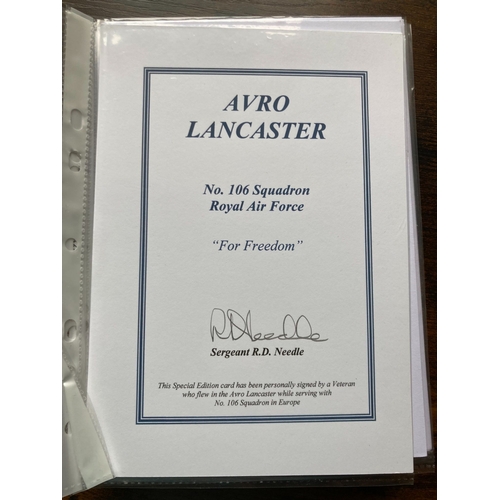 AVRO
LANCASTER
No. 106 Squadron
Royal Air Force
“For Freedom”
RDNeedle
Sergeant R.D. Needle
This Special Edition card has been personally signed by a Veteran
who flew in the Avro Lancaster while serving with
No. 106 Squadron in Europe